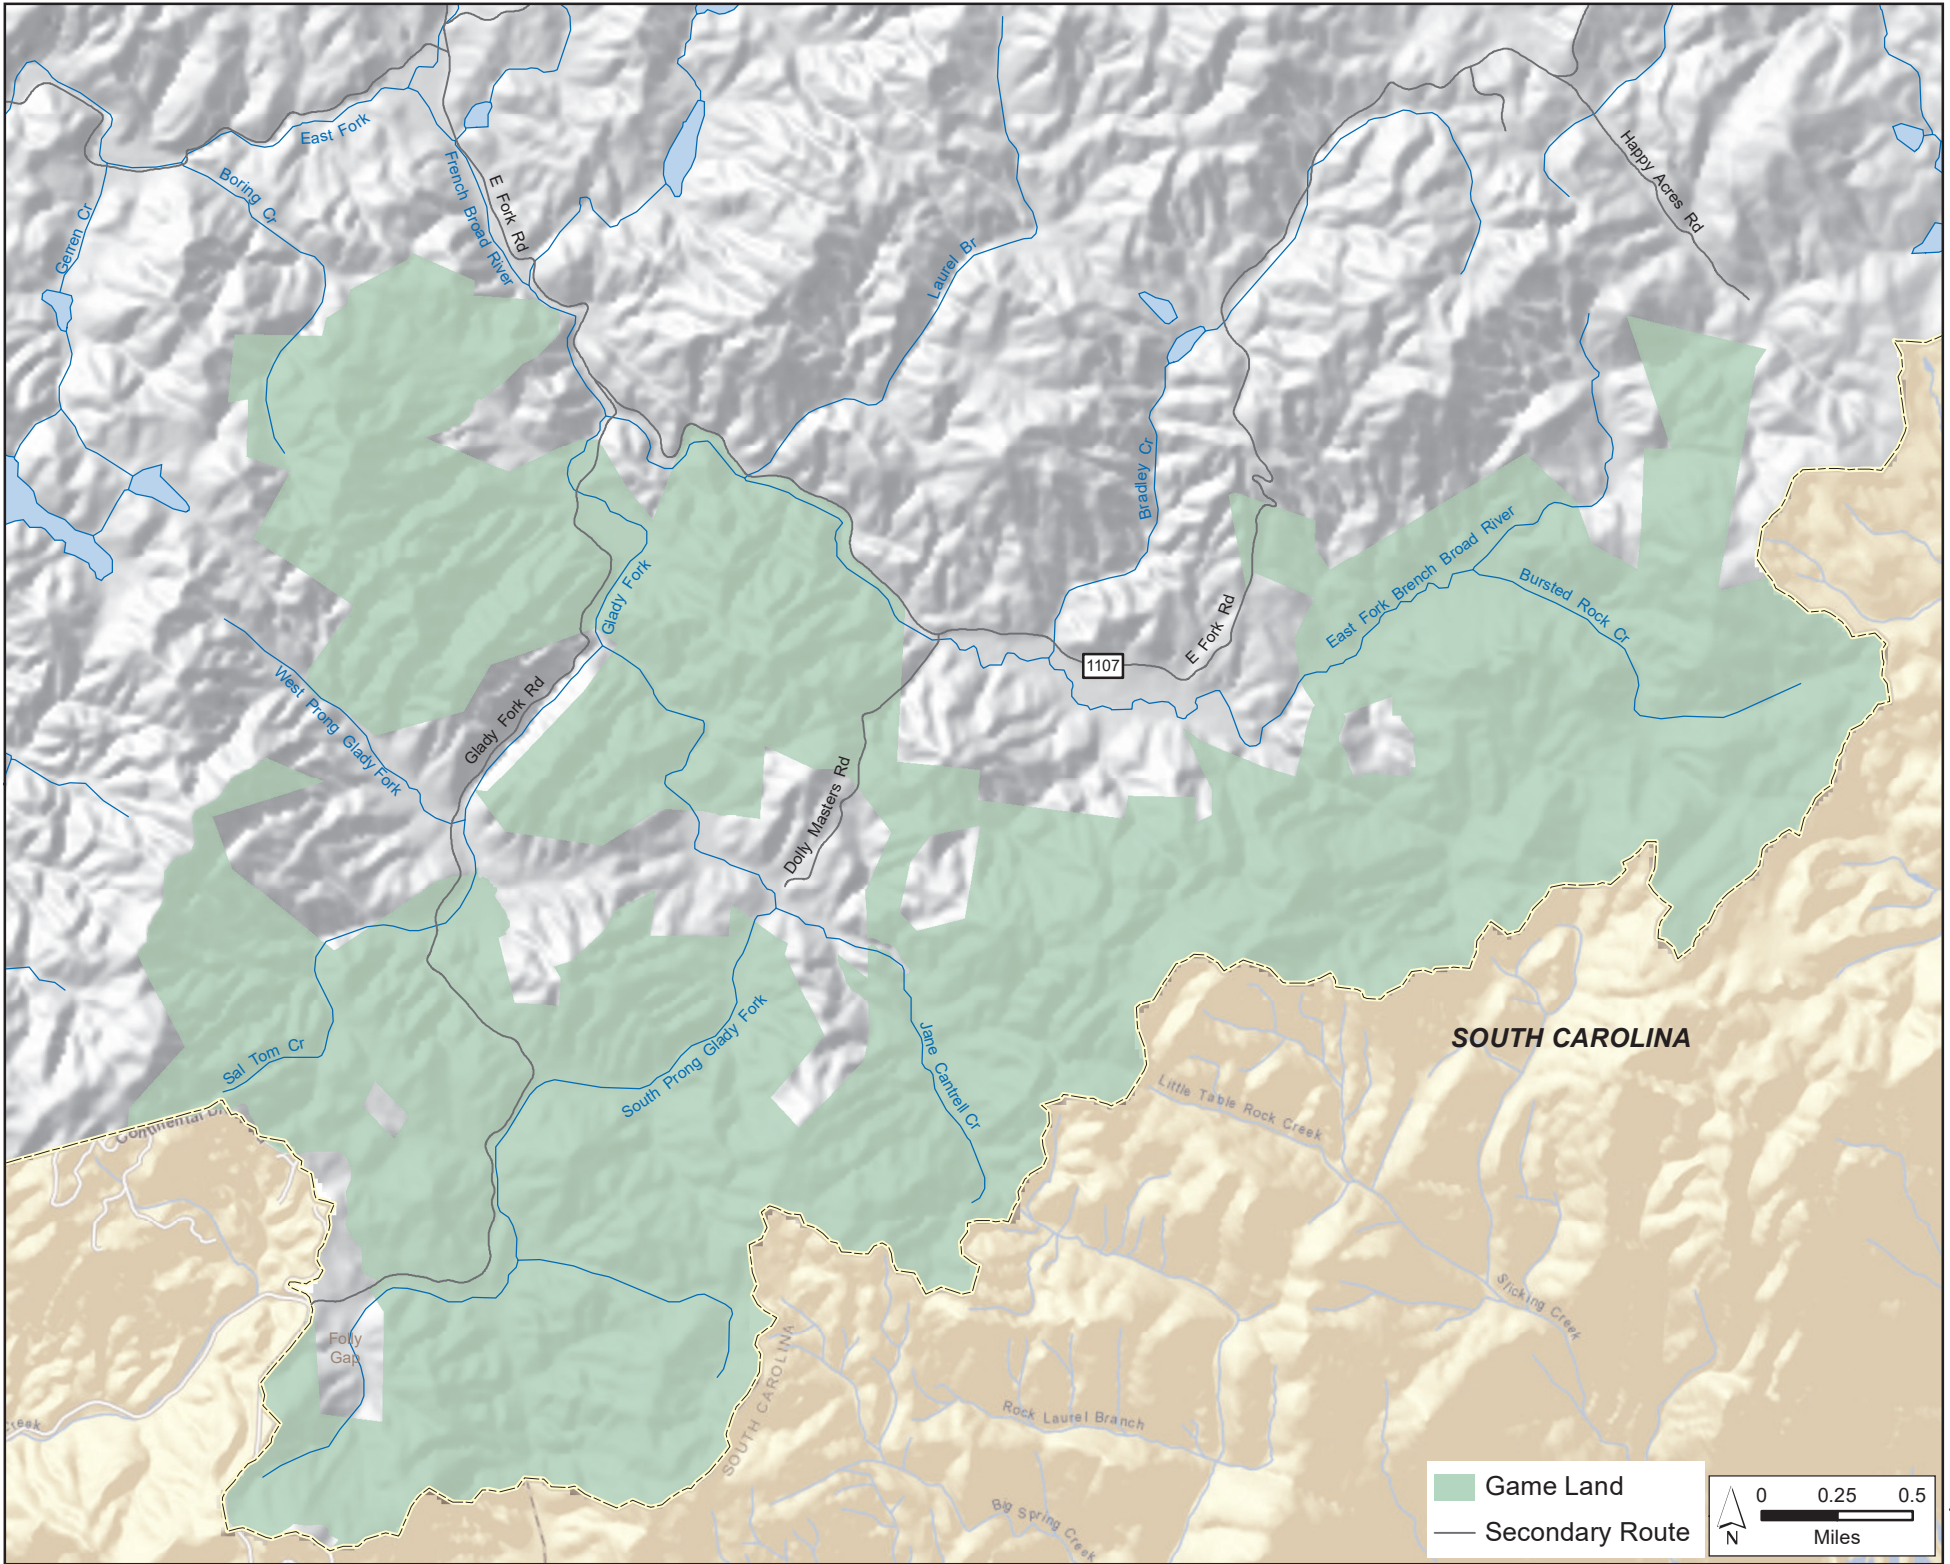 East Fork
Boring Cr
Gerren Cr
French Broad River
E Fork Rd
Laurel Br
Happy Acres Rd
Bradley Cr
East Fork Brench Broad River
Bursted Rock Cr
Glady Fork
E Fork Rd
1107
West Prong Glady Fork
Glady Fork Rd
Dolly Masters Rd
Sal Tom Cr
South Prong Glady Fork
Jane Cantrell Cr
SOUTH CAROLINA
Little Table Rock Creek
Slicking Creek
Folly
Gap
SOUTH CAROLINA
Rock Laurel Branch
Creek
Big Spring Creek
Continental D
Game Land
Secondary Route
N
0 0.25 0.5
Miles